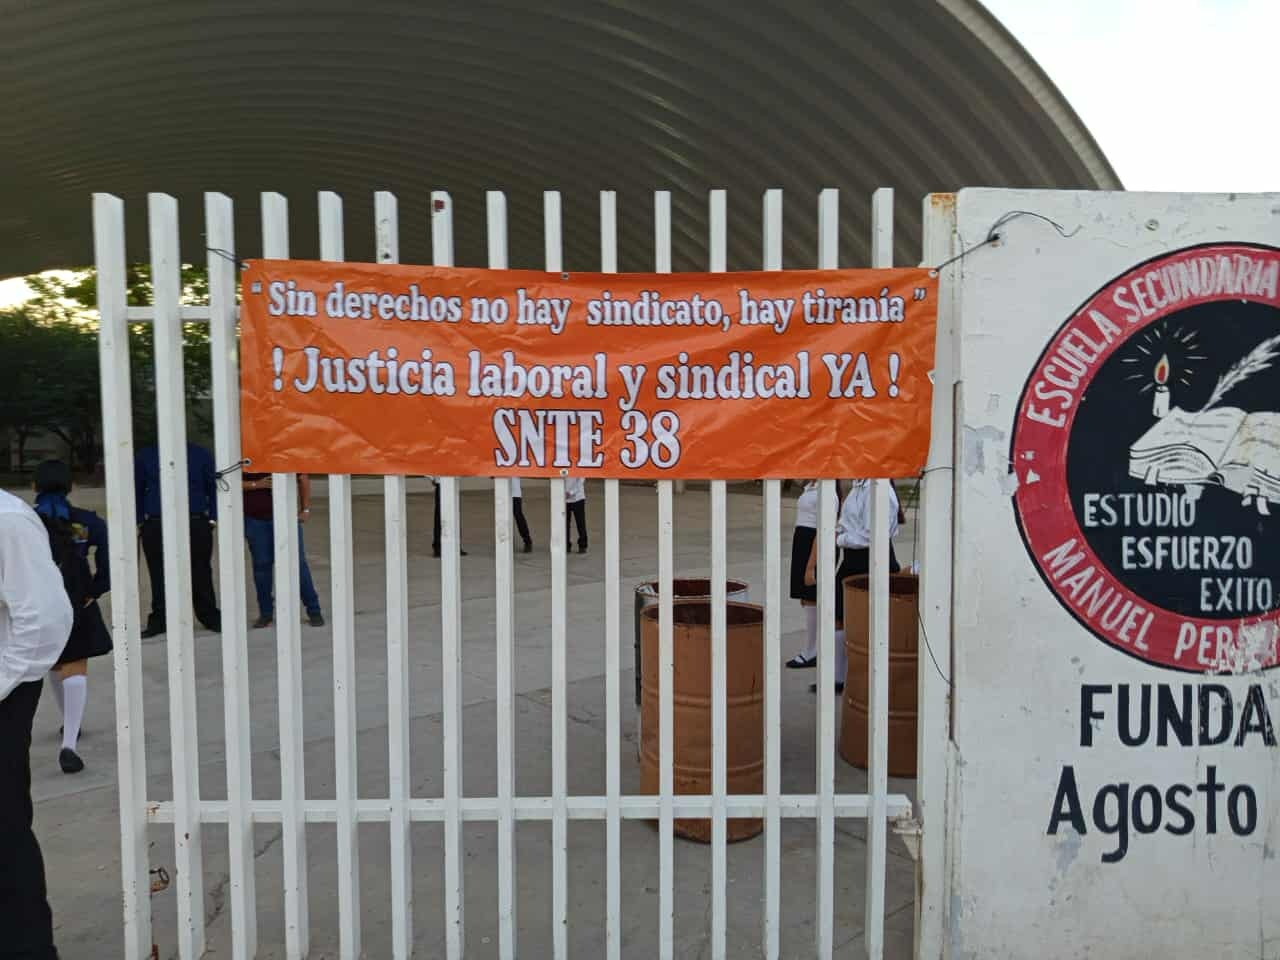 "Sin derechos no hay sindicato, hay tiranía"
! Justicia laboral y sindical YA !
SNTE 38
ESCUELA SECUNDARIA
ESTUDIO
ESFUERZO
EXITO
MANUEL
FUNDA
Agosto